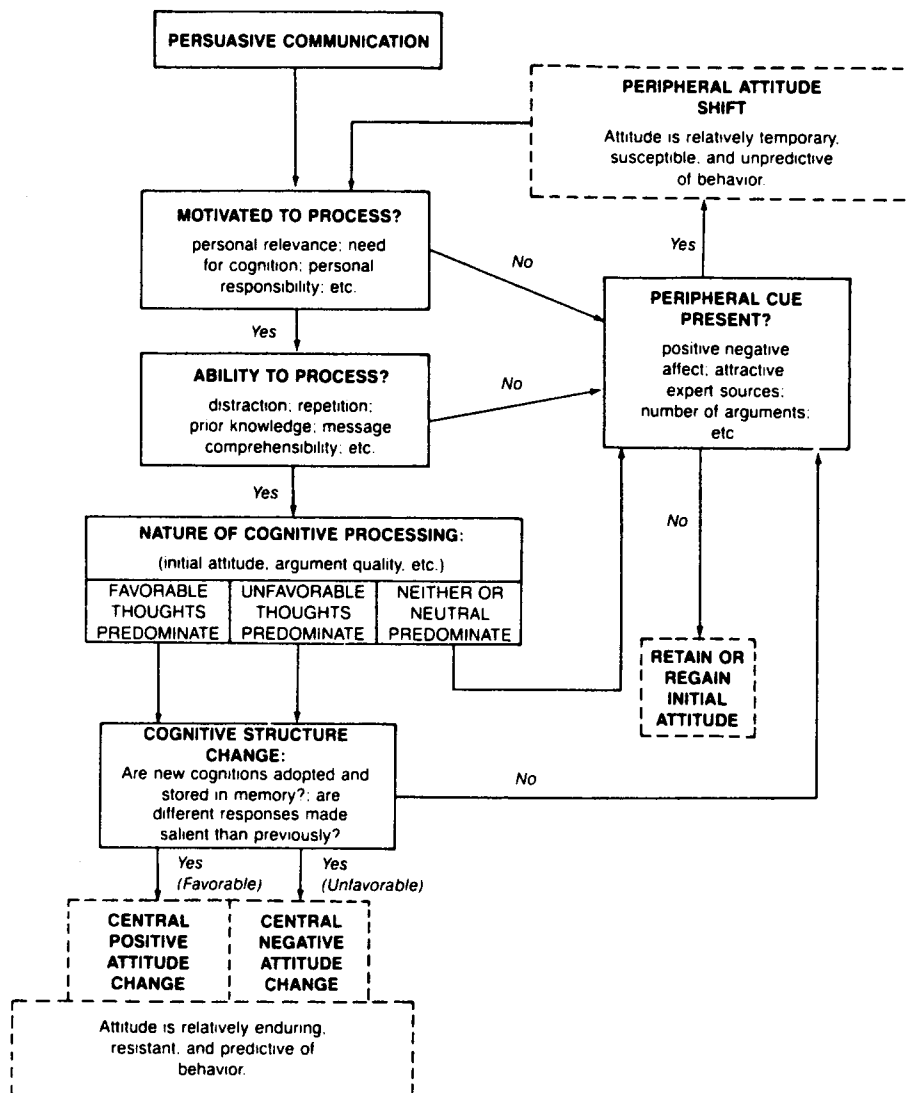 PERSUASIVE COMMUNICATION
PERIPHERAL ATTITUDE
SHIFT
Attitude is relatively temporary,
susceptible, and unpredictive
of behavior.
MOTIVATED TO PROCESS?
personal relevance; need
for cognition; personal
responsibility; etc.
No
Yes
PERIPHERAL CUE
PRESENT?
positive negative
affect; attractive
expert sources;
number of arguments;
etc
Yes
ABILITY TO PROCESS?
distraction; repetition;
prior knowledge; message
comprehensibility; etc.
No
Yes
No
NATURE OF COGNITIVE PROCESSING:
(initial attitude, argument quality, etc.)
FAVORABLE
THOUGHTS
PREDOMINATE
UNFAVORABLE
THOUGHTS
PREDOMINATE
NEITHER OR
NEUTRAL
PREDOMINATE
RETAIN OR
REGAIN
INITIAL
ATTITUDE
COGNITIVE STRUCTURE
CHANGE:
Are new cognitions adopted and
stored in memory?; are
different responses made
salient than previously?
No
Yes
(Favorable)
Yes
(Unfavorable)
CENTRAL
POSITIVE
ATTITUDE
CHANGE
CENTRAL
NEGATIVE
ATTITUDE
CHANGE
Attitude is relatively enduring,
resistant, and predictive of
behavior.